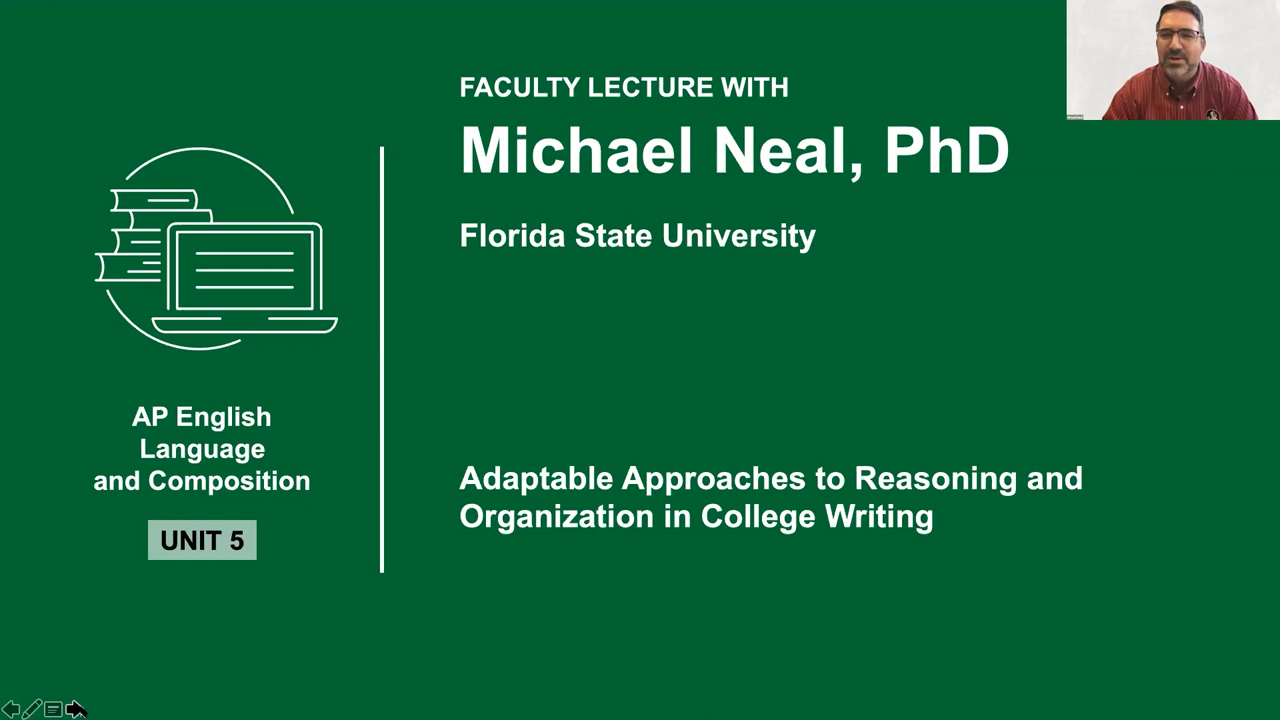 FACULTY LECTURE WITH
Michael Neal, PhD
Florida State University
AP English
Language
and Composition
UNIT 5
Adaptable Approaches to Reasoning and
Organization in College Writing